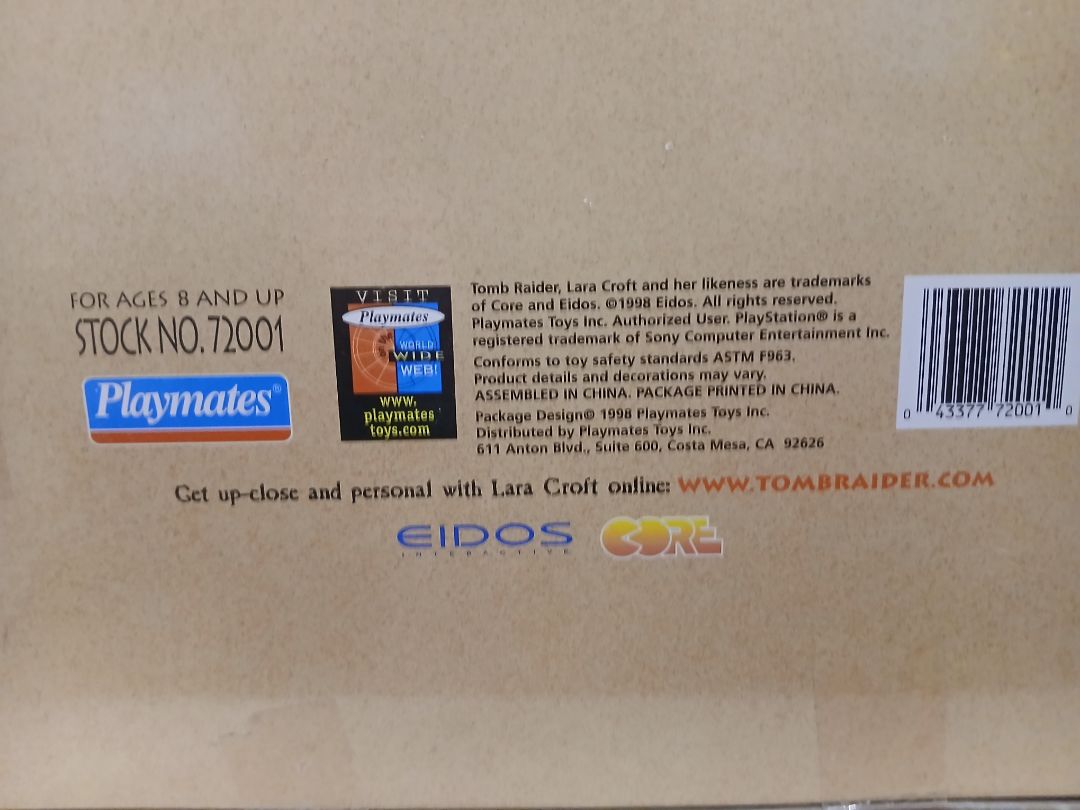 FOR AGES 8 AND UP
STOCK NO. 72001
Playmates®
VISIT
Playmates
WORLD
WIDE
WEB!
www.
playmates
toys.com
Tomb Raider, Lara Croft and her likeness are trademarks
of Core and Eidos. ©1998 Eidos. All rights reserved.
Playmates Toys Inc. Authorized User. PlayStation® is a
registered trademark of Sony Computer Entertainment Inc.
Conforms to toy safety standards ASTM F963.
Product details and decorations may vary.
ASSEMBLED IN CHINA. PACKAGE PRINTED IN CHINA.
Package Design© 1998 Playmates Toys Inc.
Distributed by Playmates Toys Inc.
611 Anton Blvd., Suite 600, Costa Mesa, CA 92626
0 43377 72001 0
Get up-close and personal with Lara Croft online: WWW.TOMBRAIDER.COM
EIDOS
INTERACTIVE
CORE